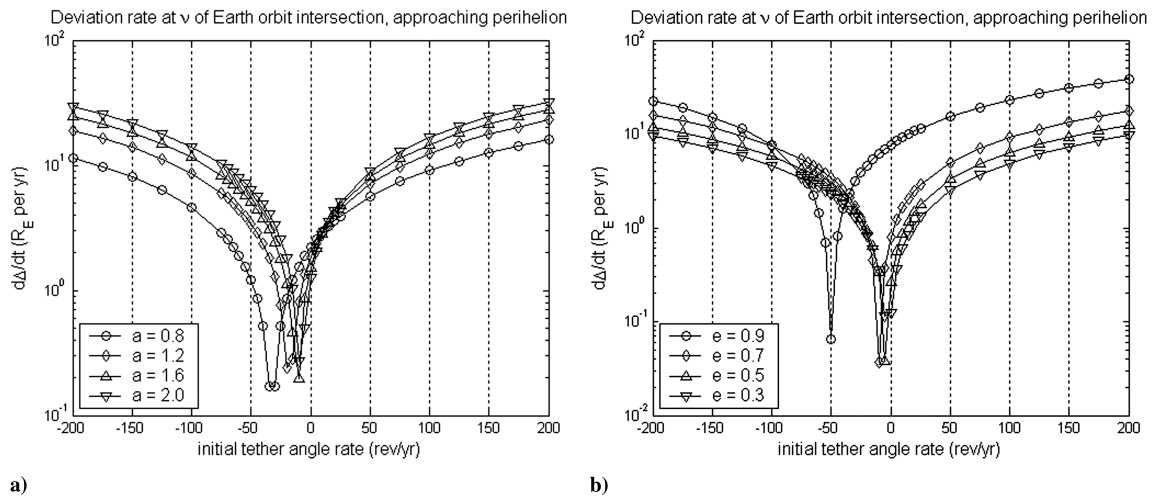 Deviation rate at ν of Earth orbit intersection, approaching perihelion
10^2
10^1
10^0
10^-1
dΔ/dt (R_E per yr)
a = 0.8
a = 1.2
a = 1.6
a = 2.0
-200 -150 -100 -50 0 50 100 150 200
initial tether angle rate (rev/yr)
a)
Deviation rate at ν of Earth orbit intersection, approaching perihelion
10^2
10^1
10^0
10^-1
10^-2
dΔ/dt (R_E per yr)
e = 0.9
e = 0.7
e = 0.5
e = 0.3
-200 -150 -100 -50 0 50 100 150 200
initial tether angle rate (rev/yr)
b)